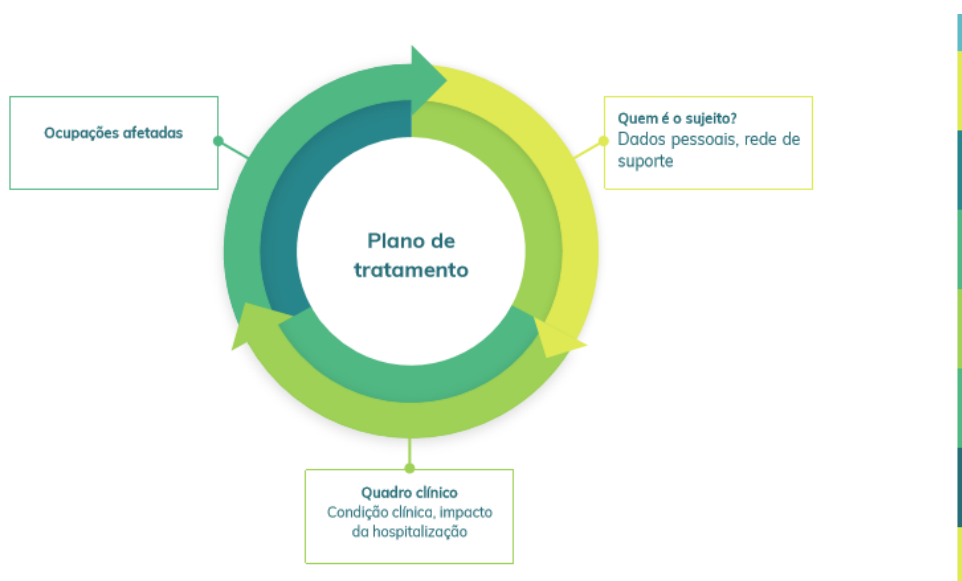 Ocupações afetadas
Quem é o sujeito?
Dados pessoais, rede de
suporte
Plano de
tratamento
Quadro clínico
Condição clínica, impacto
da hospitalização